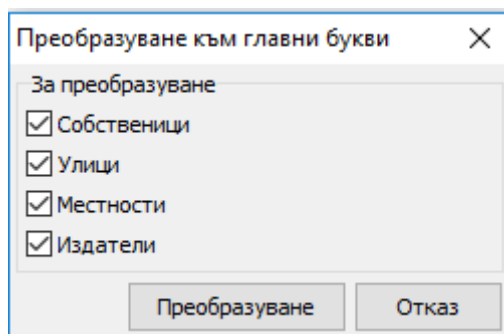 Преобразуване към главни букви
За преобразуване
Собственици
Улици
Местности
Издатели
Преобразуване Отказ